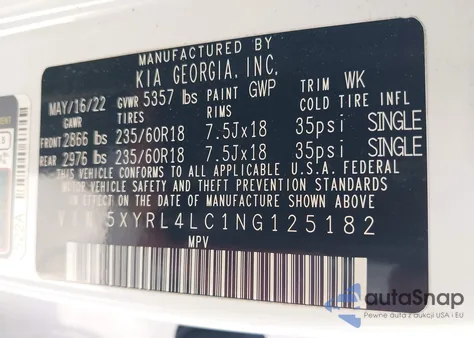 MANUFACTURED BY
KIA GEORGIA, INC.
MAY/16/22 GVWR 5357 lbs PAINT GWP TRIM WK
GAWR TIRES RIMS COLD TIRE INFL
FRONT 2866 lbs 235/60R18 7.5Jx18 35psi SINGLE
REAR 2976 lbs 235/60R18 7.5Jx18 35psi SINGLE
THIS VEHICLE CONFORMS TO ALL APPLICABLE U.S.A. FEDERAL
MOTOR VEHICLE SAFETY, BUMPER, AND THEFT PREVENTION STANDARDS
IN EFFECT ON THE DATE OF MANUFACTURE SHOWN ABOVE.
VIN: 5XYRL4LC1NG125182
MPV
autaSnap
Pewne auta z aukcji USA i EU